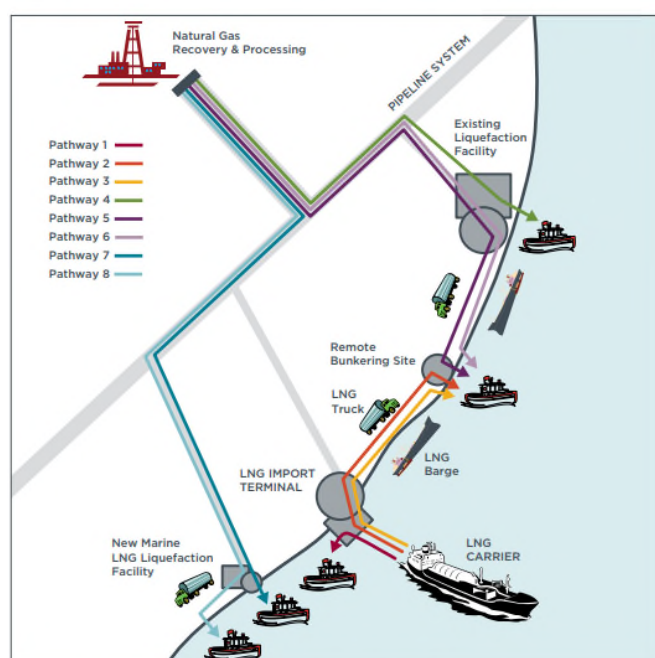 Natural Gas
Recovery & Processing
PIPELINE SYSTEM
Existing
Liquefaction
Facility
Pathway 1
Pathway 2
Pathway 3
Pathway 4
Pathway 5
Pathway 6
Pathway 7
Pathway 8
Remote
Bunkering Site
LNG
Truck
LNG
Barge
LNG IMPORT
TERMINAL
New Marine
LNG Liquefaction
Facility
LNG
CARRIER